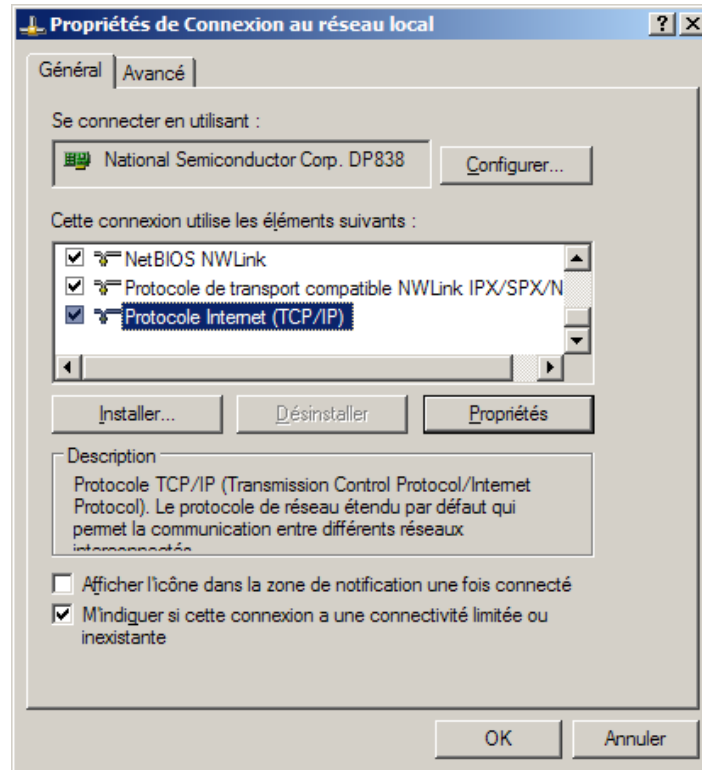 Propriétés de Connexion au réseau local
Général
Avancé
Se connecter en utilisant :
National Semiconductor Corp. DP838
Configurer...
Cette connexion utilise les éléments suivants :
NetBIOS NWLink
Protocole de transport compatible NWLink IPX/SPX/N
Protocole Internet (TCP/IP)
Installer...
Désinstaller
Propriétés
Description
Protocole TCP/IP (Transmission Control Protocol/Internet
Protocol). Le protocole de réseau étendu par défaut qui
permet la communication entre différents réseaux
interconnectés.
Afficher l'icône dans la zone de notification une fois connecté
M'indiquer si cette connexion a une connectivité limitée ou
inexistante
OK
Annuler